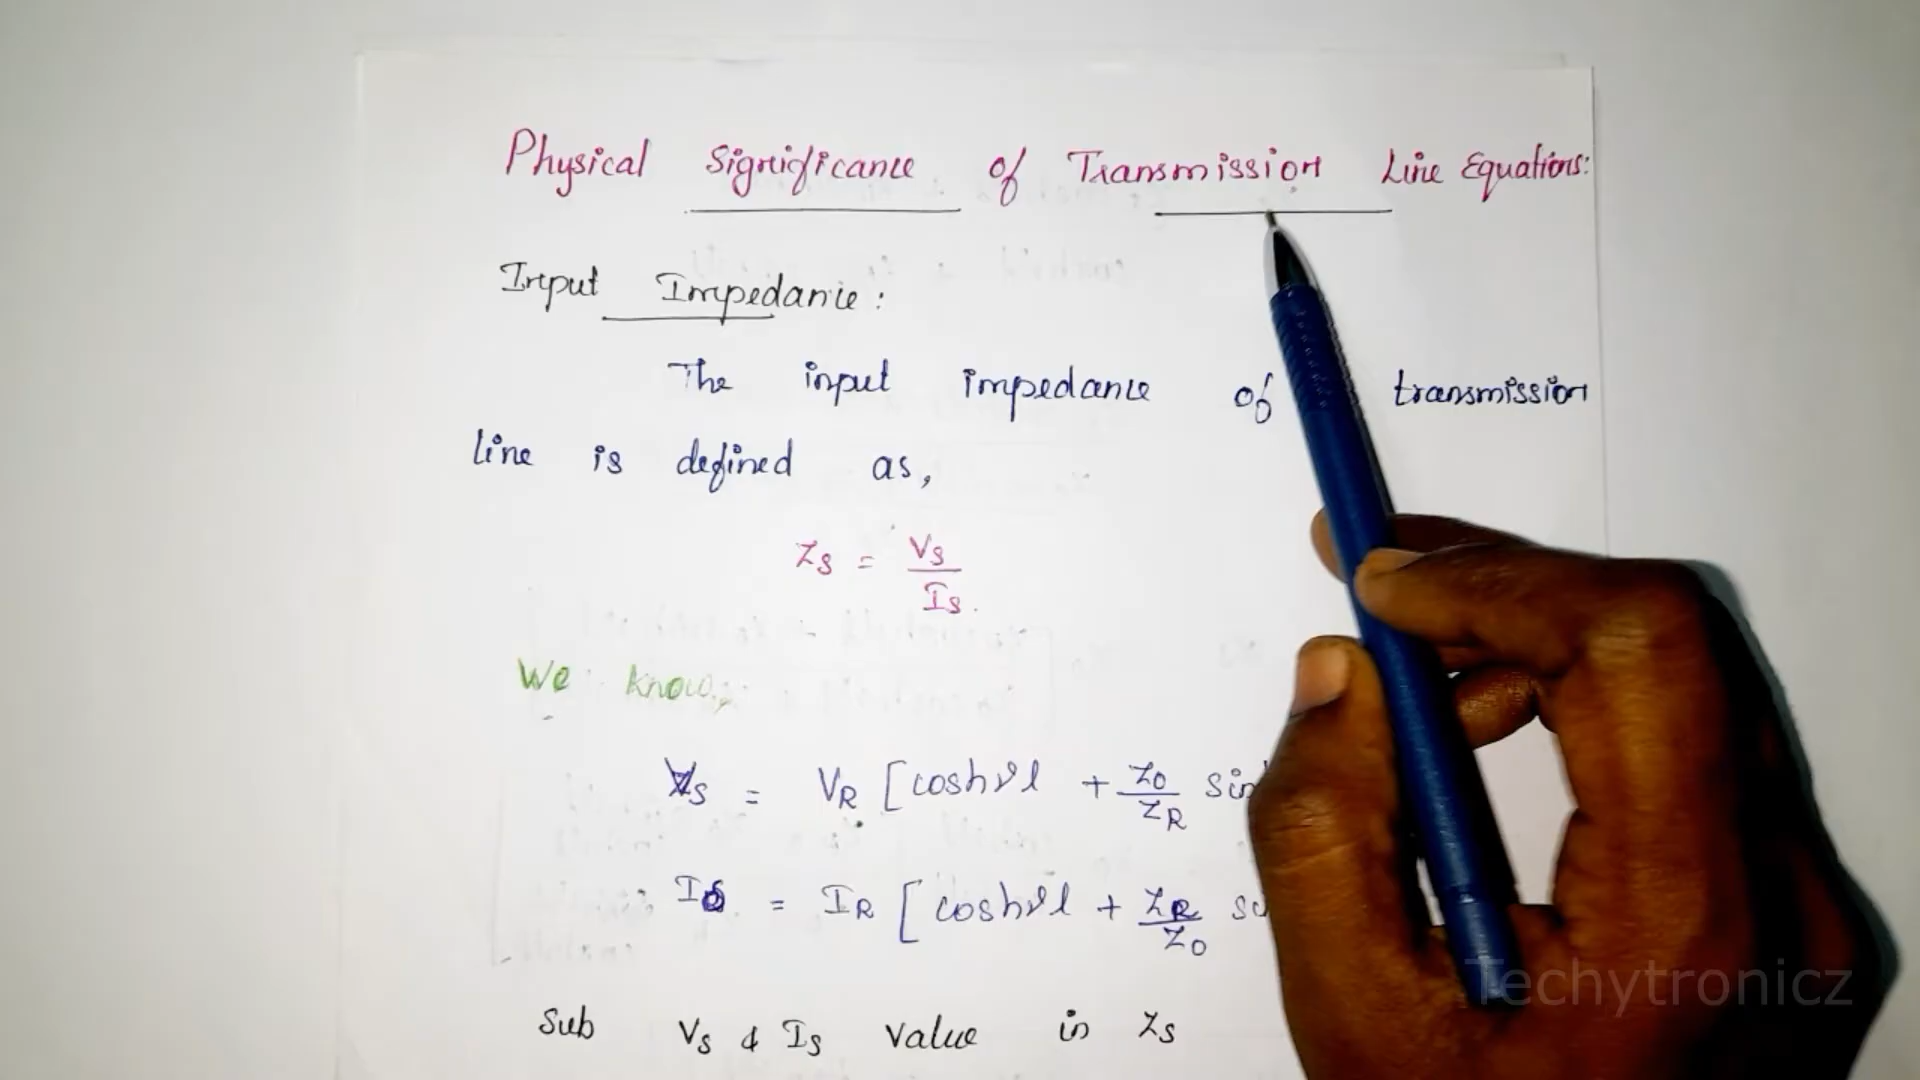 Physical Significance of Transmission Line Equations:
Input Impedance:
The input impedance of transmission
line is defined as,
Zs = Vs / Is.
We know,
Vs = VR [coshγl + Z0/ZR
Is = IR [coshγl + ZR/Z0
Sub Vs & Is value in Zs
Techytronicz